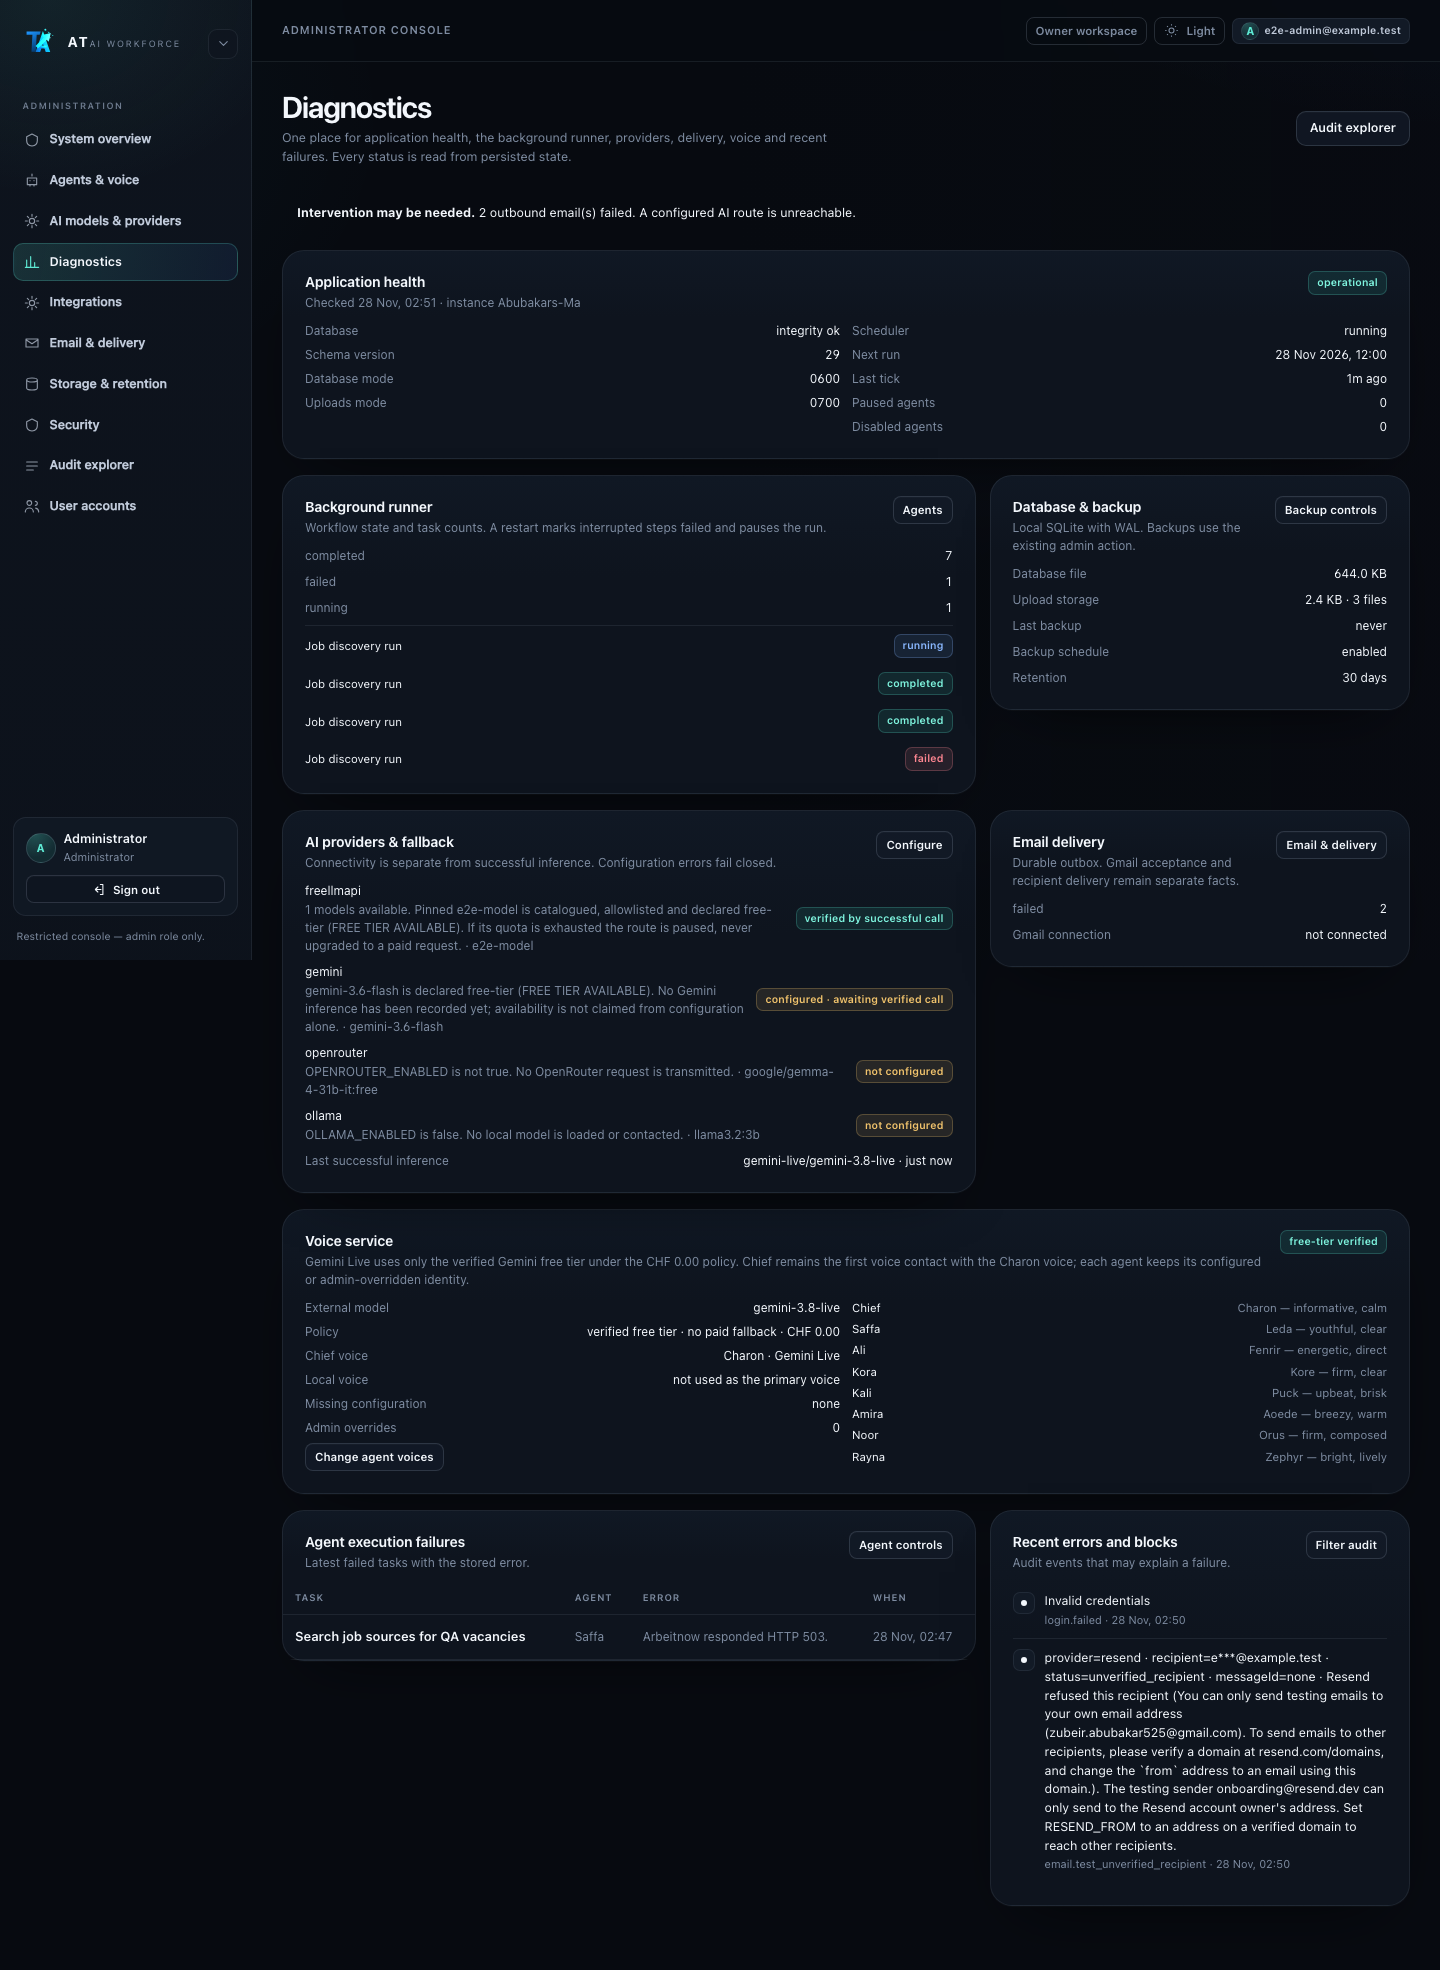 AT AI WORKFORCE
ADMINISTRATION
System overview
Agents & voice
AI models & providers
Diagnostics
Integrations
Email & delivery
Storage & retention
Security
Audit explorer
User accounts
A
Administrator
Administrator
Sign out
Restricted console — admin role only.
ADMINISTRATOR CONSOLE
Owner workspace
Light
A e2e-admin@example.test
Diagnostics
One place for application health, the background runner, providers, delivery, voice and recent
failures. Every status is read from persisted state.
Audit explorer
Intervention may be needed. 2 outbound email(s) failed. A configured AI route is unreachable.
Application health
Checked 28 Nov, 02:51 · instance Abubakars-Ma
operational
Database integrity ok
Schema version 29
Database mode 0600
Uploads mode 0700
Scheduler running
Next run 28 Nov 2026, 12:00
Last tick 1m ago
Paused agents 0
Disabled agents 0
Background runner
Workflow state and task counts. A restart marks interrupted steps failed and pauses the run.
Agents
completed 7
failed 1
running 1
Job discovery run running
Job discovery run completed
Job discovery run completed
Job discovery run failed
Database & backup
Local SQLite with WAL. Backups use the
existing admin action.
Backup controls
Database file 644.0 KB
Upload storage 2.4 KB · 3 files
Last backup never
Backup schedule enabled
Retention 30 days
AI providers & fallback
Connectivity is separate from successful inference. Configuration errors fail closed.
Configure
freellmapi
1 models available. Pinned e2e-model is catalogued, allowlisted and declared free-
tier (FREE TIER AVAILABLE). If its quota is exhausted the route is paused, never
upgraded to a paid request. · e2e-model
verified by successful call
gemini
gemini-3.6-flash is declared free-tier (FREE TIER AVAILABLE). No Gemini
inference has been recorded yet; availability is not claimed from configuration
alone. · gemini-3.6-flash
configured · awaiting verified call
openrouter
OPENROUTER_ENABLED is not true. No OpenRouter request is transmitted. · google/gemma-
4-31b-it:free
not configured
ollama
OLLAMA_ENABLED is false. No local model is loaded or contacted. · llama3.2:3b
not configured
Last successful inference gemini-live/gemini-3.8-live · just now
Email delivery
Durable outbox. Gmail acceptance and
recipient delivery remain separate facts.
Email & delivery
failed 2
Gmail connection not connected
Voice service
Gemini Live uses only the verified Gemini free tier under the CHF 0.00 policy. Chief remains the first voice contact with the Charon voice; each agent keeps its configured
or admin-overridden identity.
free-tier verified
External model gemini-3.8-live
Policy verified free tier · no paid fallback · CHF 0.00
Chief voice Charon · Gemini Live
Local voice not used as the primary voice
Missing configuration none
Admin overrides 0
Change agent voices
Chief Charon — informative, calm
Saffa Leda — youthful, clear
Ali Fenrir — energetic, direct
Kora Kore — firm, clear
Kali Puck — upbeat, brisk
Amira Aoede — breezy, warm
Noor Orus — firm, composed
Rayna Zephyr — bright, lively
Agent execution failures
Latest failed tasks with the stored error.
Agent controls
TASK AGENT ERROR WHEN
Search job sources for QA vacancies Saffa Arbeitnow responded HTTP 503. 28 Nov, 02:47
Recent errors and blocks
Audit events that may explain a failure.
Filter audit
Invalid credentials
login.failed · 28 Nov, 02:50
provider=resend · recipient=e***@example.test ·
status=unverified_recipient · messageId=none · Resend
refused this recipient (You can only send testing emails to
your own email address
(zubeir.abubakar525@gmail.com). To send emails to other
recipients, please verify a domain at resend.com/domains,
and change the `from` address to an email using this
domain.). The testing sender onboarding@resend.dev can
only send to the Resend account owner's address. Set
RESEND_FROM to an address on a verified domain to
reach other recipients.
email.test_unverified_recipient · 28 Nov, 02:50